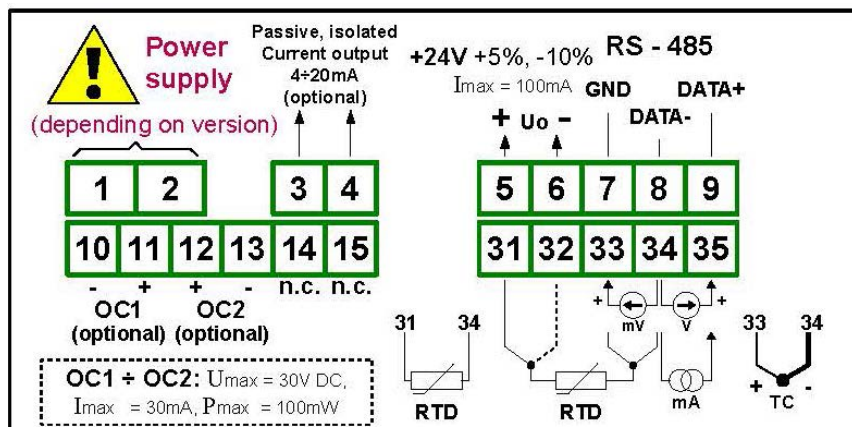 Power
supply
(depending on version)
Passive, isolated
Current output
4÷20mA
(optional)
+24V +5%, -10%
Imax = 100mA
RS - 485
GND
DATA+
DATA-
+ Uo -
1 2 3 4 5 6 7 8 9
10 11 12 13 14 15 31 32 33 34 35
- + + - n.c. n.c.
OC1
(optional)
OC2
(optional)
+ mV V +
31 34
RTD
RTD
mA
33 34
+ TC -
OC1 ÷ OC2: Umax = 30V DC,
Imax = 30mA, Pmax = 100mW